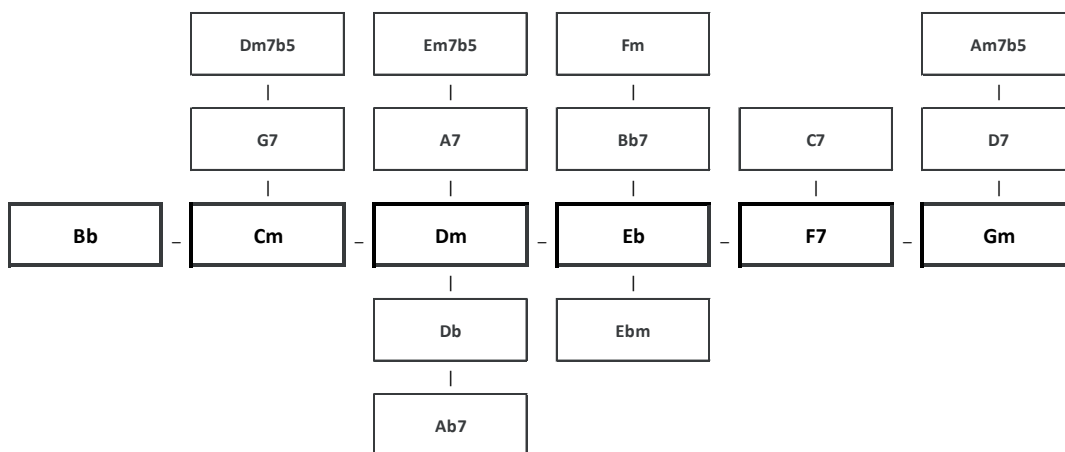 Dm7b5 Em7b5 Fm Am7b5
| | | |
G7 A7 Bb7 C7 D7
| | | | |
Bb – Cm – Dm – Eb – F7 – Gm
| |
Db Ebm
|
Ab7